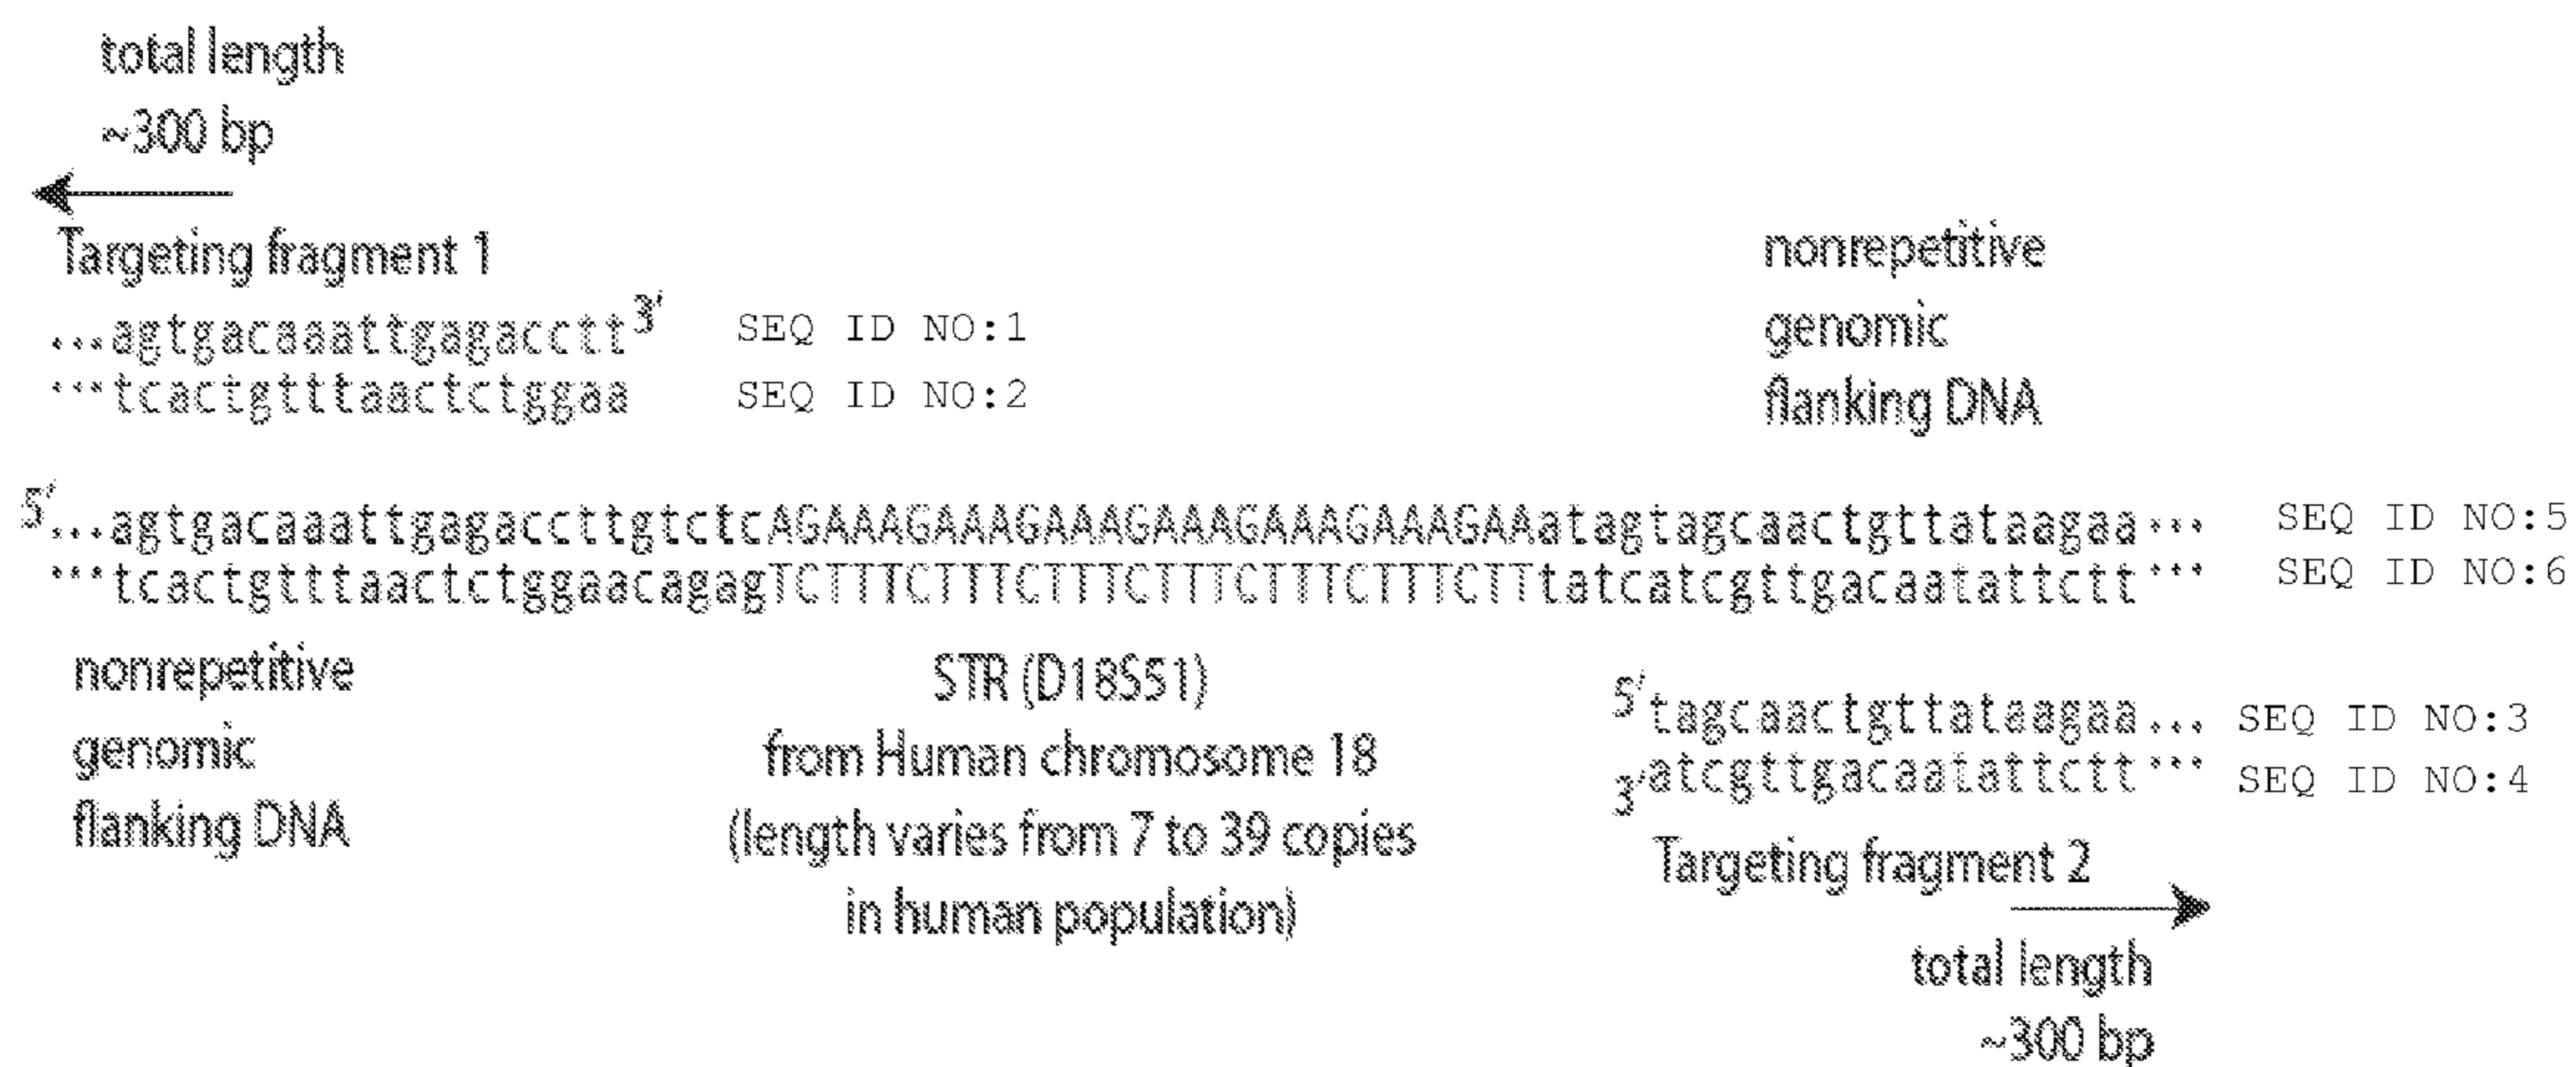 total length
~300 bp
Targeting fragment 1
...agtgacaaattgagacctt3' SEQ ID NO:1
...tcactgtttaactctggaa SEQ ID NO:2
nonrepetitive
genomic
flanking DNA
5'...agtgacaaattgagaccttgtctcAGAAAGAAAGAAAGAAAGAAAGAAAGAAatagtagcaactgttataagaa... SEQ ID NO:5
...tcactgtttaactctggaacagagTCTTTCTTTCTTTCTTTCTTTCTTTCTTtatcatcgttgacaatattctt... SEQ ID NO:6
nonrepetitive
genomic
flanking DNA
STR (D18S51)
from Human chromosome 18
(length varies from 7 to 39 copies
in human population)
5'tagcaactgttataagaa... SEQ ID NO:3
3'atcgttgacaatattctt... SEQ ID NO:4
Targeting fragment 2
total length
~300 bp